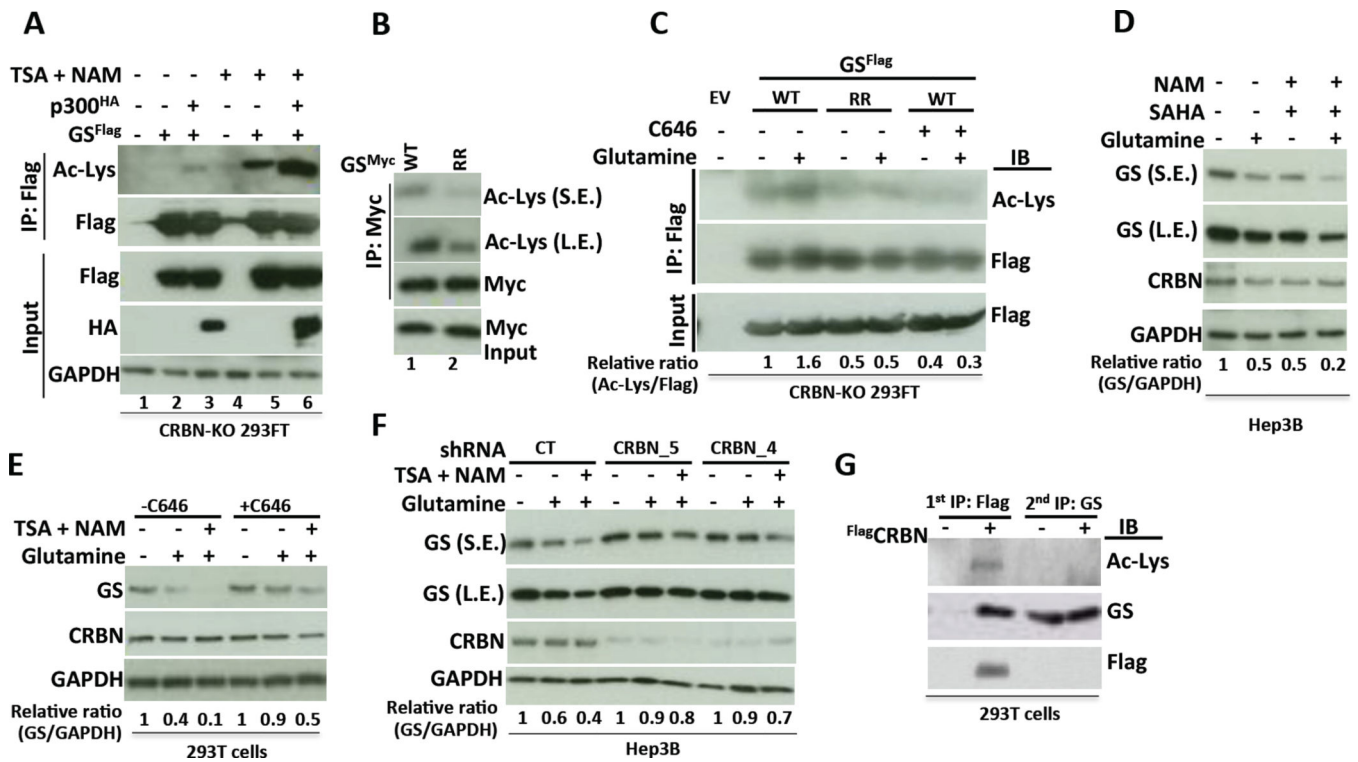 A
TSA + NAM - - - + + +
p300HA - - + - - +
GSFlag - + + - + +
IP: Flag
Ac-Lys
Flag
Input
Flag
HA
GAPDH
1 2 3 4 5 6
CRBN-KO 293FT
B
GSMyc WT RR
IP: Myc
Ac-Lys (S.E.)
Ac-Lys (L.E.)
Myc
Myc
Input
1 2
C
GSFlag
EV WT RR WT
C646 - - - - - + +
Glutamine - - + - + - + IB
IP: Flag
Ac-Lys
Flag
Input
Flag
Relative ratio 1 1.6 0.5 0.5 0.4 0.3
(Ac-Lys/Flag)
CRBN-KO 293FT
D
NAM - - + +
SAHA - - + +
Glutamine - + - +
GS (S.E.)
GS (L.E.)
CRBN
GAPDH
Relative ratio 1 0.5 0.5 0.2
(GS/GAPDH)
Hep3B
E
-C646 +C646
TSA + NAM - - + - - +
Glutamine - + + - + +
GS
CRBN
GAPDH
Relative ratio 1 0.4 0.1 1 0.9 0.5
(GS/GAPDH)
293T cells
F
shRNA CT CRBN_5 CRBN_4
TSA + NAM - - + - - + - - +
Glutamine - + + - + + - + +
GS (S.E.)
GS (L.E.)
CRBN
GAPDH
Relative ratio 1 0.6 0.4 1 0.9 0.8 1 0.9 0.7
(GS/GAPDH)
Hep3B
G
1st IP: Flag 2nd IP: GS
FlagCRBN - + - + IB
Ac-Lys
GS
Flag
293T cells